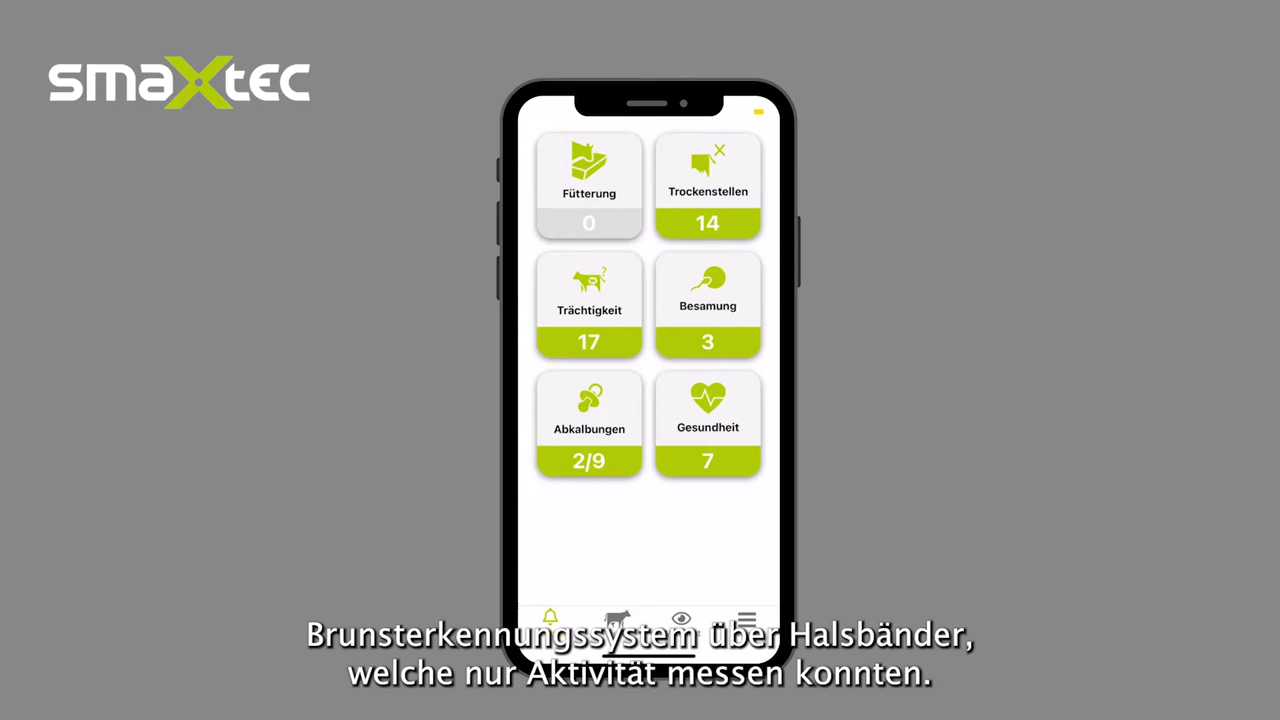 smaXtec
Fütterung
0
Trockenstellen
14
Trächtigkeit
17
Besamung
3
Abkalbungen
2/9
Gesundheit
7
Brunsterkennungssystem über Halsbänder,
welche nur Aktivität messen konnten.